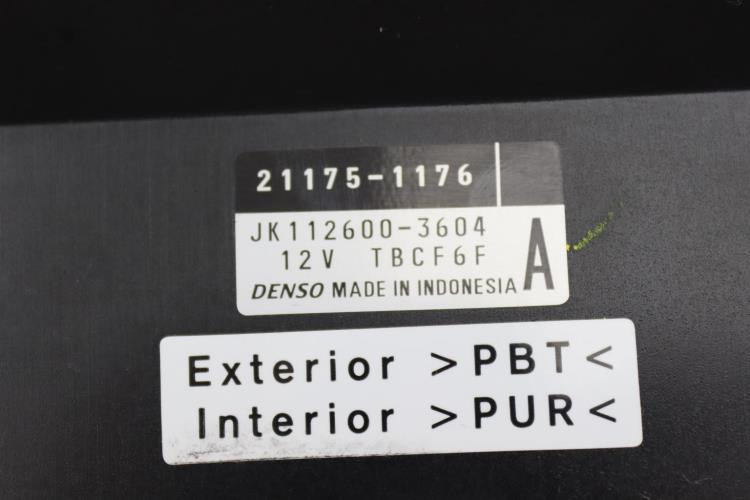 21175-1176
JK112600-3604
12V TBCF6F
A
DENSO MADE IN INDONESIA
Exterior >PBT<
Interior >PUR<